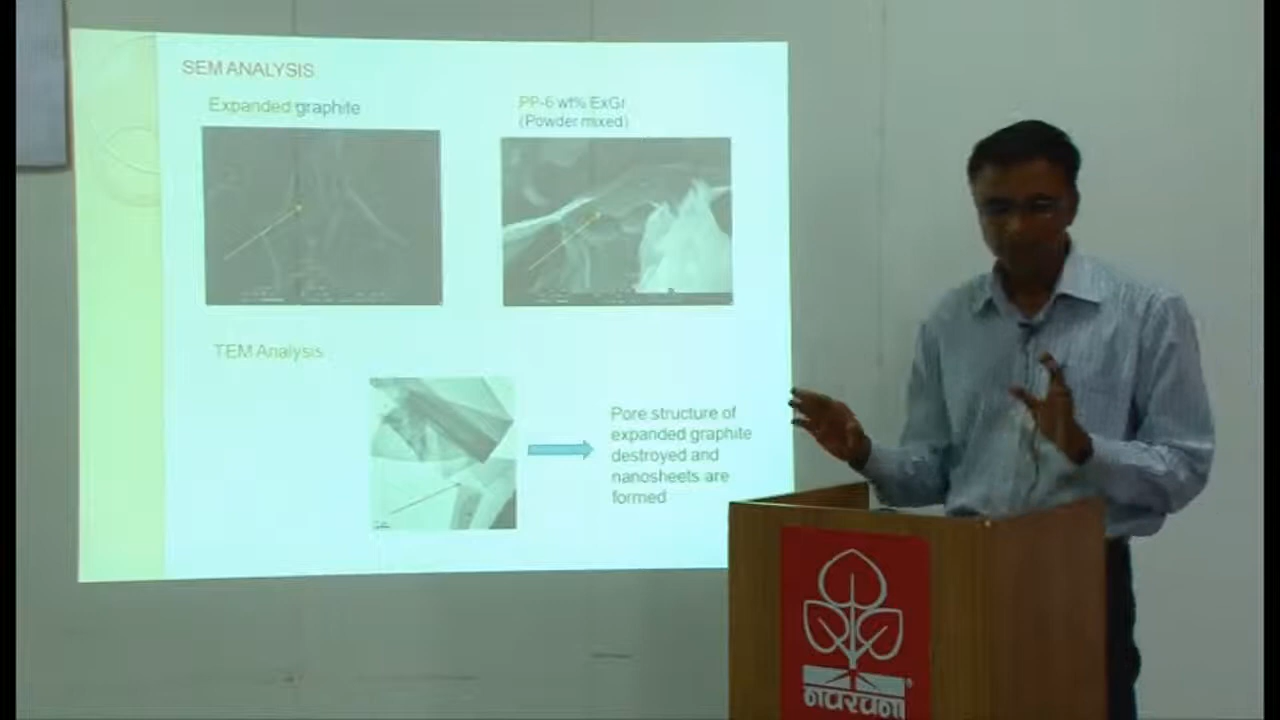 SEM ANALYSIS
Expanded graphite
PP-6 wt% ExGr
(Powder mixed)
TEM Analysis
Pore structure of
expanded graphite
destroyed and
nanosheets are
formed
નવરચના